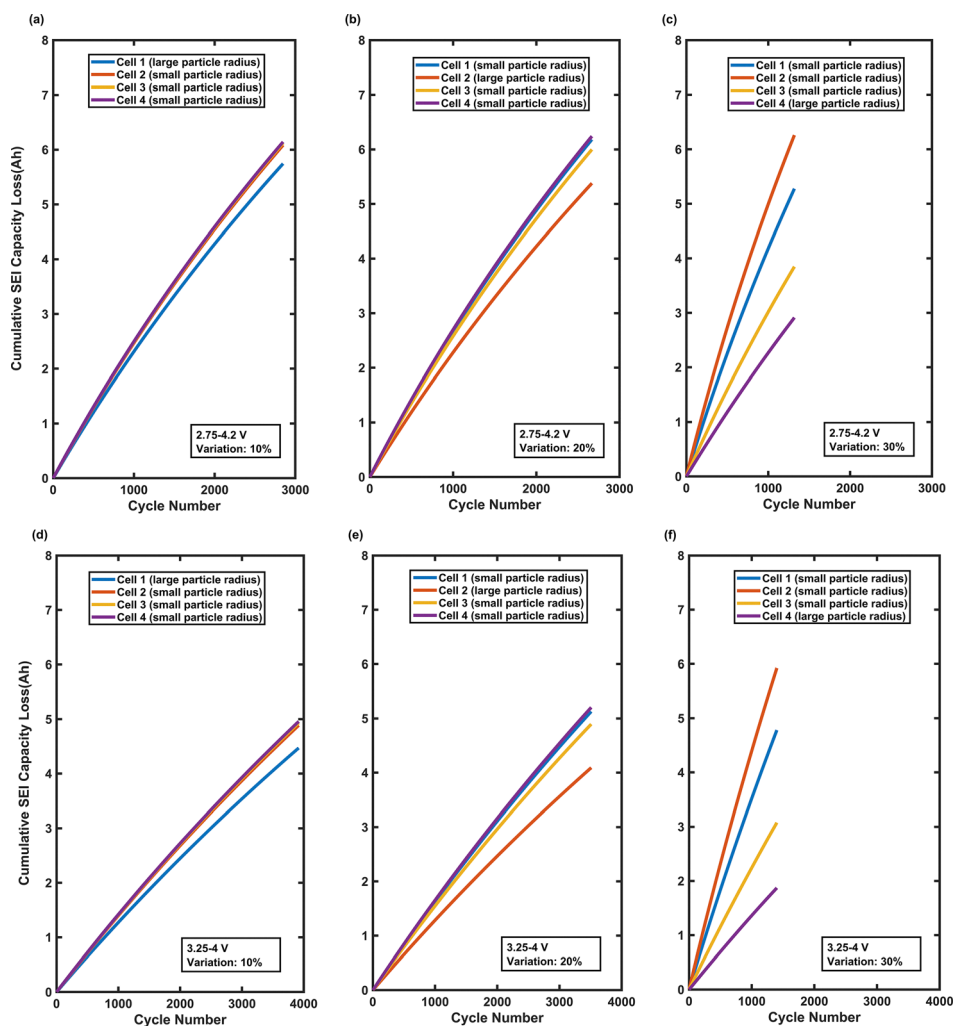 (a)
8
7
6
5
4
3
2
1
0
Cumulative SEI Capacity Loss(Ah)
Cell 1 (large particle radius)
Cell 2 (small particle radius)
Cell 3 (small particle radius)
Cell 4 (small particle radius)
2.75-4.2 V
Variation: 10%
0 1000 2000 3000
Cycle Number
(b)
8
7
6
5
4
3
2
1
0
Cell 1 (small particle radius)
Cell 2 (large particle radius)
Cell 3 (small particle radius)
Cell 4 (small particle radius)
2.75-4.2 V
Variation: 20%
0 1000 2000 3000
Cycle Number
(c)
8
7
6
5
4
3
2
1
0
Cell 1 (small particle radius)
Cell 2 (small particle radius)
Cell 3 (small particle radius)
Cell 4 (large particle radius)
2.75-4.2 V
Variation: 30%
0 1000 2000 3000
Cycle Number
(d)
8
7
6
5
4
3
2
1
0
Cumulative SEI Capacity Loss(Ah)
Cell 1 (large particle radius)
Cell 2 (small particle radius)
Cell 3 (small particle radius)
Cell 4 (small particle radius)
3.25-4 V
Variation: 10%
0 1000 2000 3000 4000
Cycle Number
(e)
8
7
6
5
4
3
2
1
0
Cell 1 (small particle radius)
Cell 2 (large particle radius)
Cell 3 (small particle radius)
Cell 4 (small particle radius)
3.25-4 V
Variation: 20%
0 1000 2000 3000 4000
Cycle Number
(f)
8
7
6
5
4
3
2
1
0
Cell 1 (small particle radius)
Cell 2 (small particle radius)
Cell 3 (small particle radius)
Cell 4 (large particle radius)
3.25-4 V
Variation: 30%
0 1000 2000 3000 4000
Cycle Number